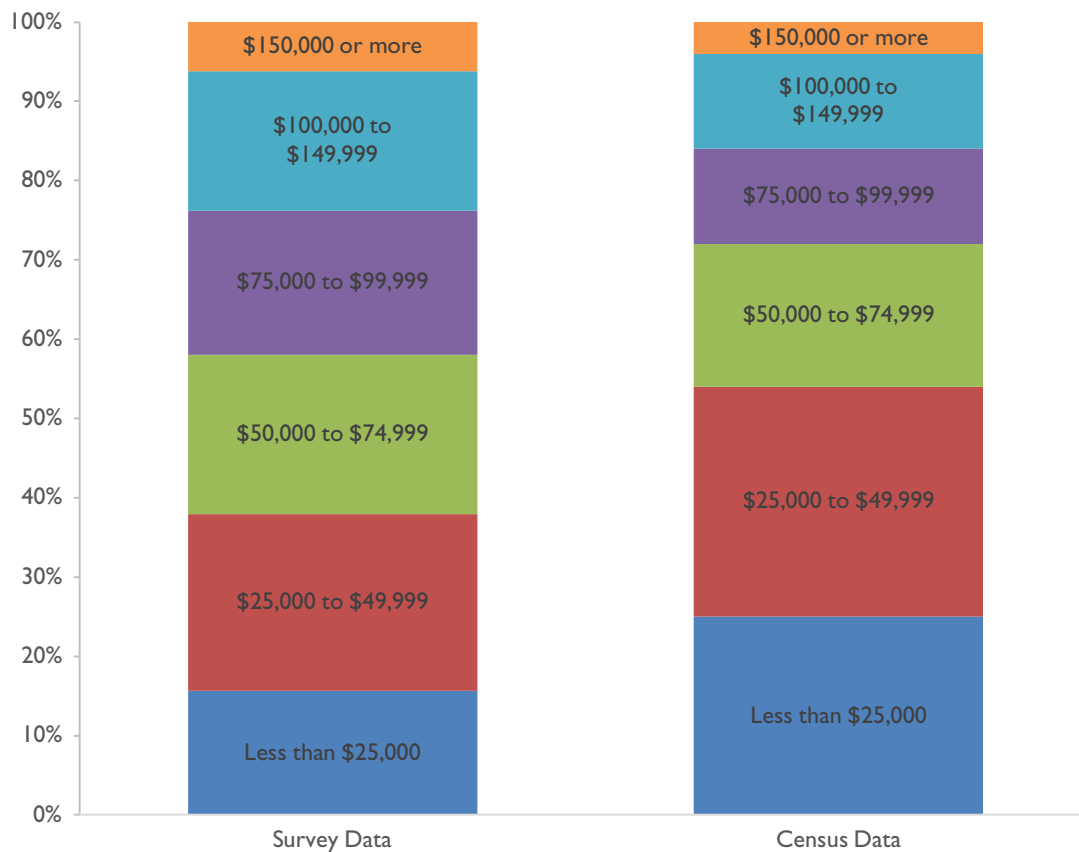 100%
90%
80%
70%
60%
50%
40%
30%
20%
10%
0%
$150,000 or more
$100,000 to
$149,999
$75,000 to $99,999
$50,000 to $74,999
$25,000 to $49,999
Less than $25,000
Survey Data
$150,000 or more
$100,000 to
$149,999
$75,000 to $99,999
$50,000 to $74,999
$25,000 to $49,999
Less than $25,000
Census Data